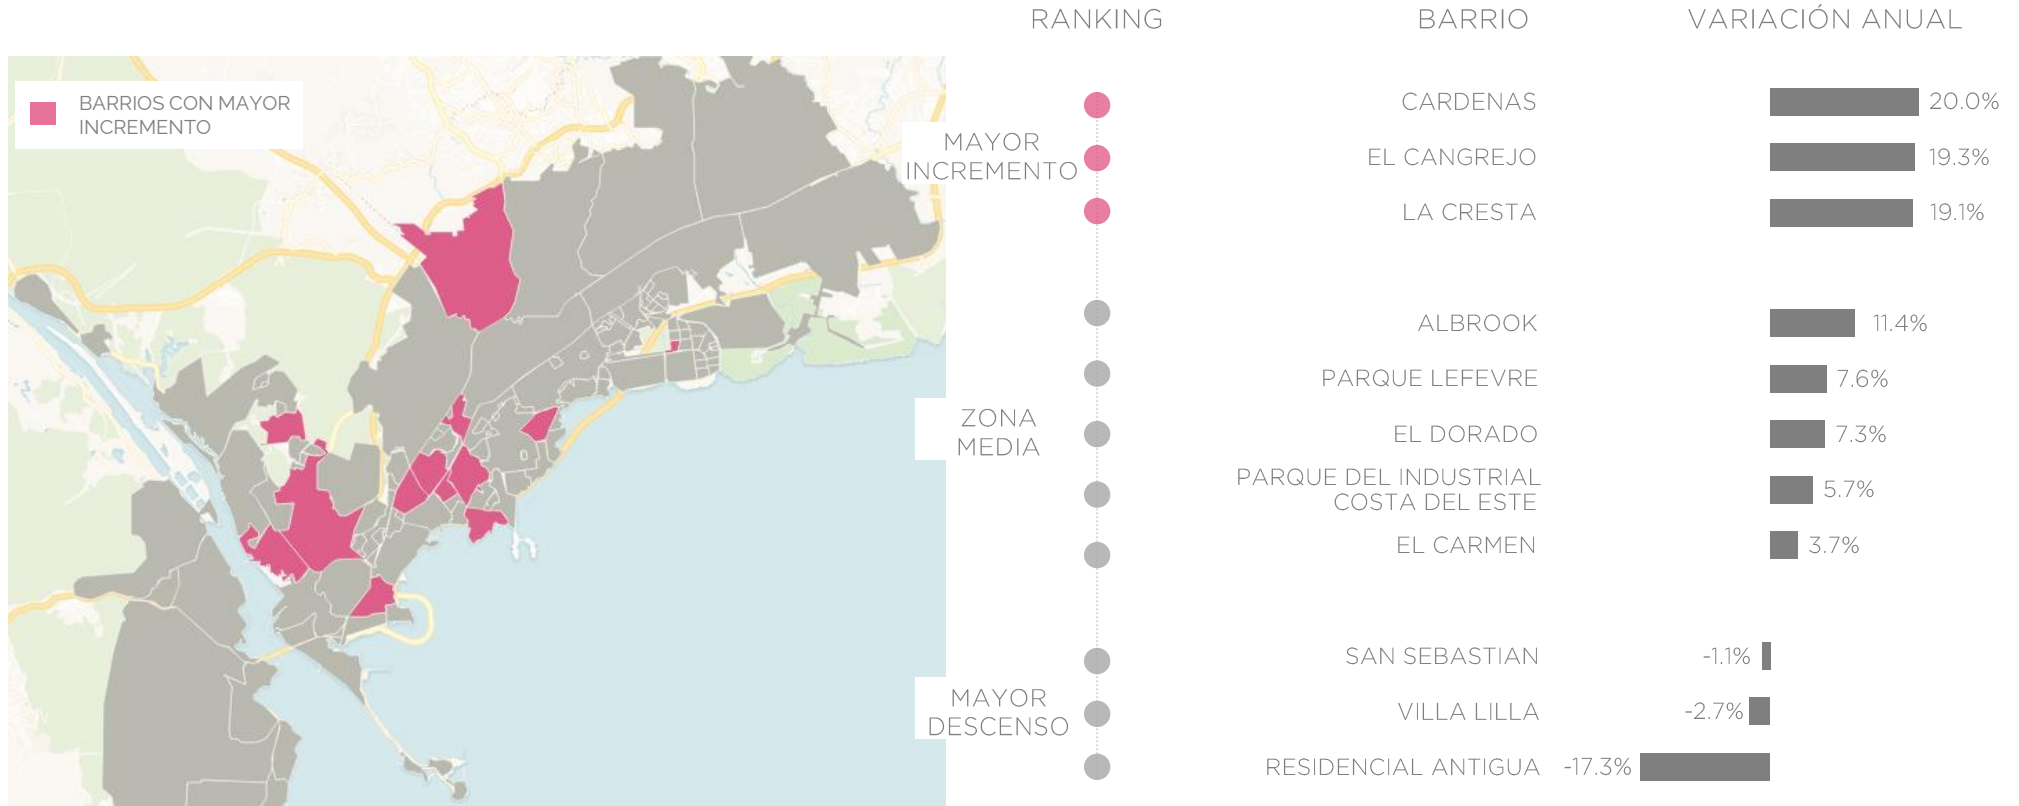 RANKING
BARRIO
VARIACIÓN ANUAL
BARRIOS CON MAYOR
INCREMENTO
MAYOR
INCREMENTO
CARDENAS
20.0%
EL CANGREJO
19.3%
LA CRESTA
19.1%
ZONA
MEDIA
ALBROOK
11.4%
PARQUE LEFEVRE
7.6%
EL DORADO
7.3%
PARQUE DEL INDUSTRIAL
COSTA DEL ESTE
5.7%
EL CARMEN
3.7%
MAYOR
DESCENSO
SAN SEBASTIAN
-1.1%
VILLA LILLA
-2.7%
RESIDENCIAL ANTIGUA
-17.3%